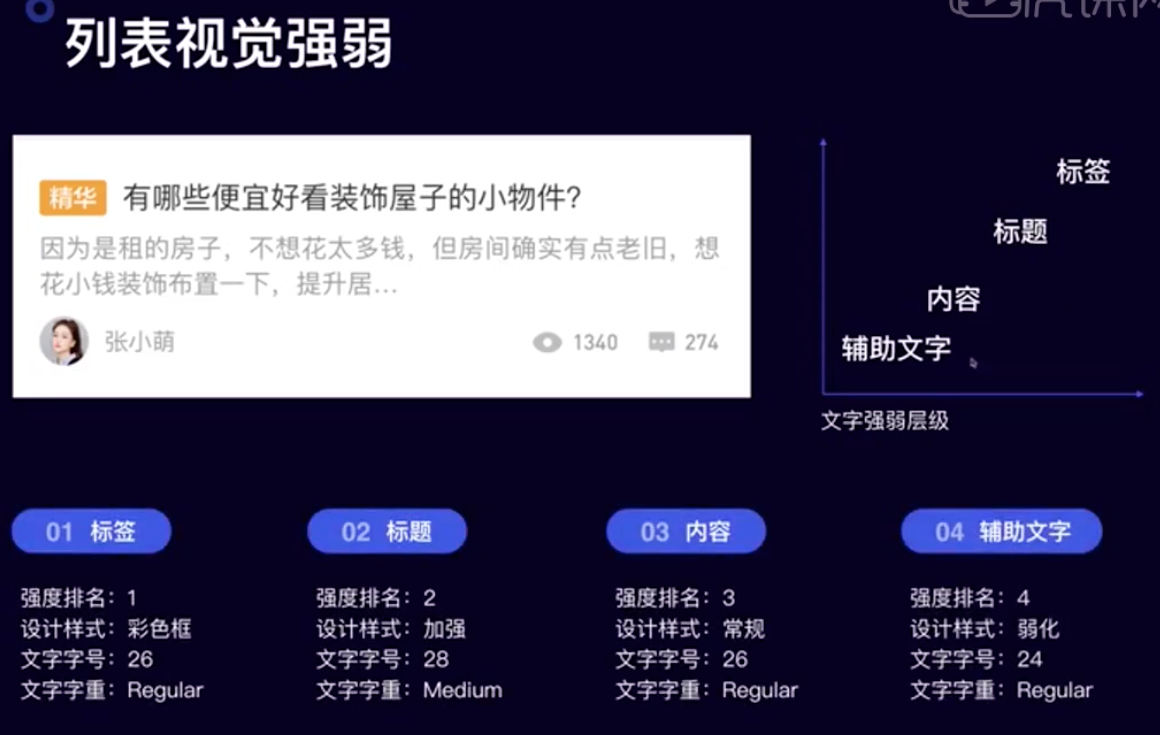 列表视觉强弱
精华 有哪些便宜好看装饰屋子的小物件?
因为是租的房子，不想花太多钱，但房间确实有点老旧，想
花小钱装饰布置一下，提升居...
张小萌 1340 274
标签
标题
内容
辅助文字
文字强弱层级
01 标签
强度排名：1
设计样式：彩色框
文字字号：26
文字字重：Regular
02 标题
强度排名：2
设计样式：加强
文字字号：28
文字字重：Medium
03 内容
强度排名：3
设计样式：常规
文字字号：26
文字字重：Regular
04 辅助文字
强度排名：4
设计样式：弱化
文字字号：24
文字字重：Regular